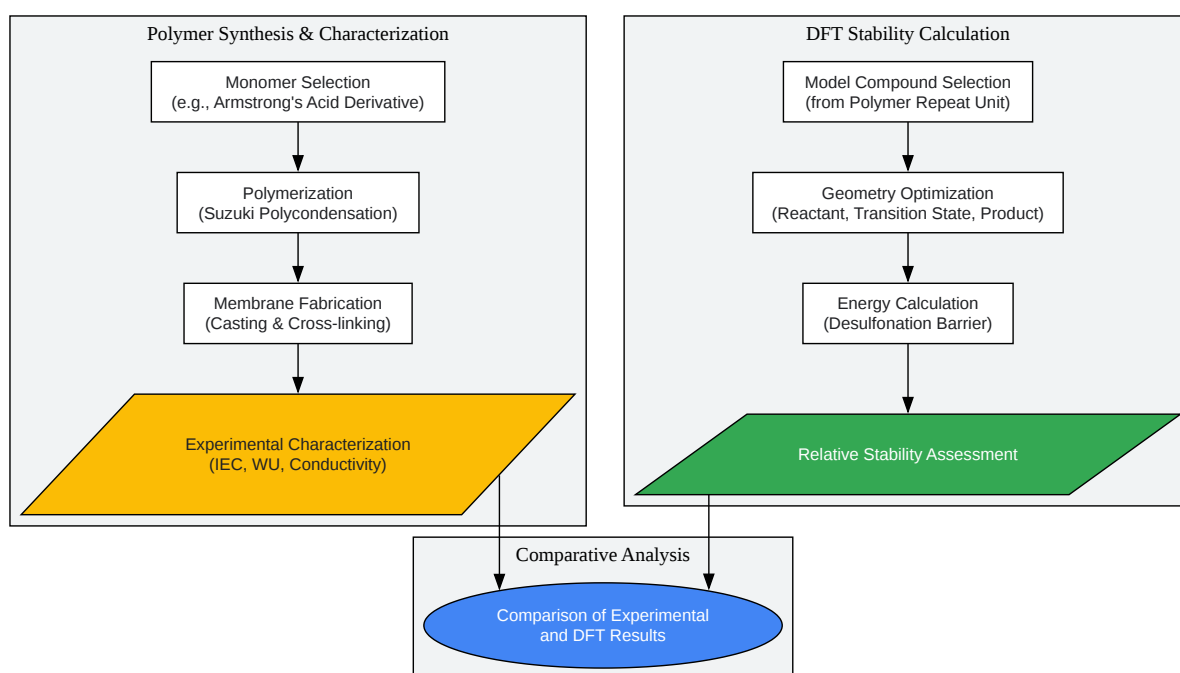 Polymer Synthesis & Characterization
Monomer Selection
(e.g., Armstrong's Acid Derivative)
Polymerization
(Suzuki Polycondensation)
Membrane Fabrication
(Casting & Cross-linking)
Experimental Characterization
(IEC, WU, Conductivity)
DFT Stability Calculation
Model Compound Selection
(from Polymer Repeat Unit)
Geometry Optimization
(Reactant, Transition State, Product)
Energy Calculation
(Desulfonation Barrier)
Relative Stability Assessment
Comparative Analysis
Comparison of Experimental
and DFT Results